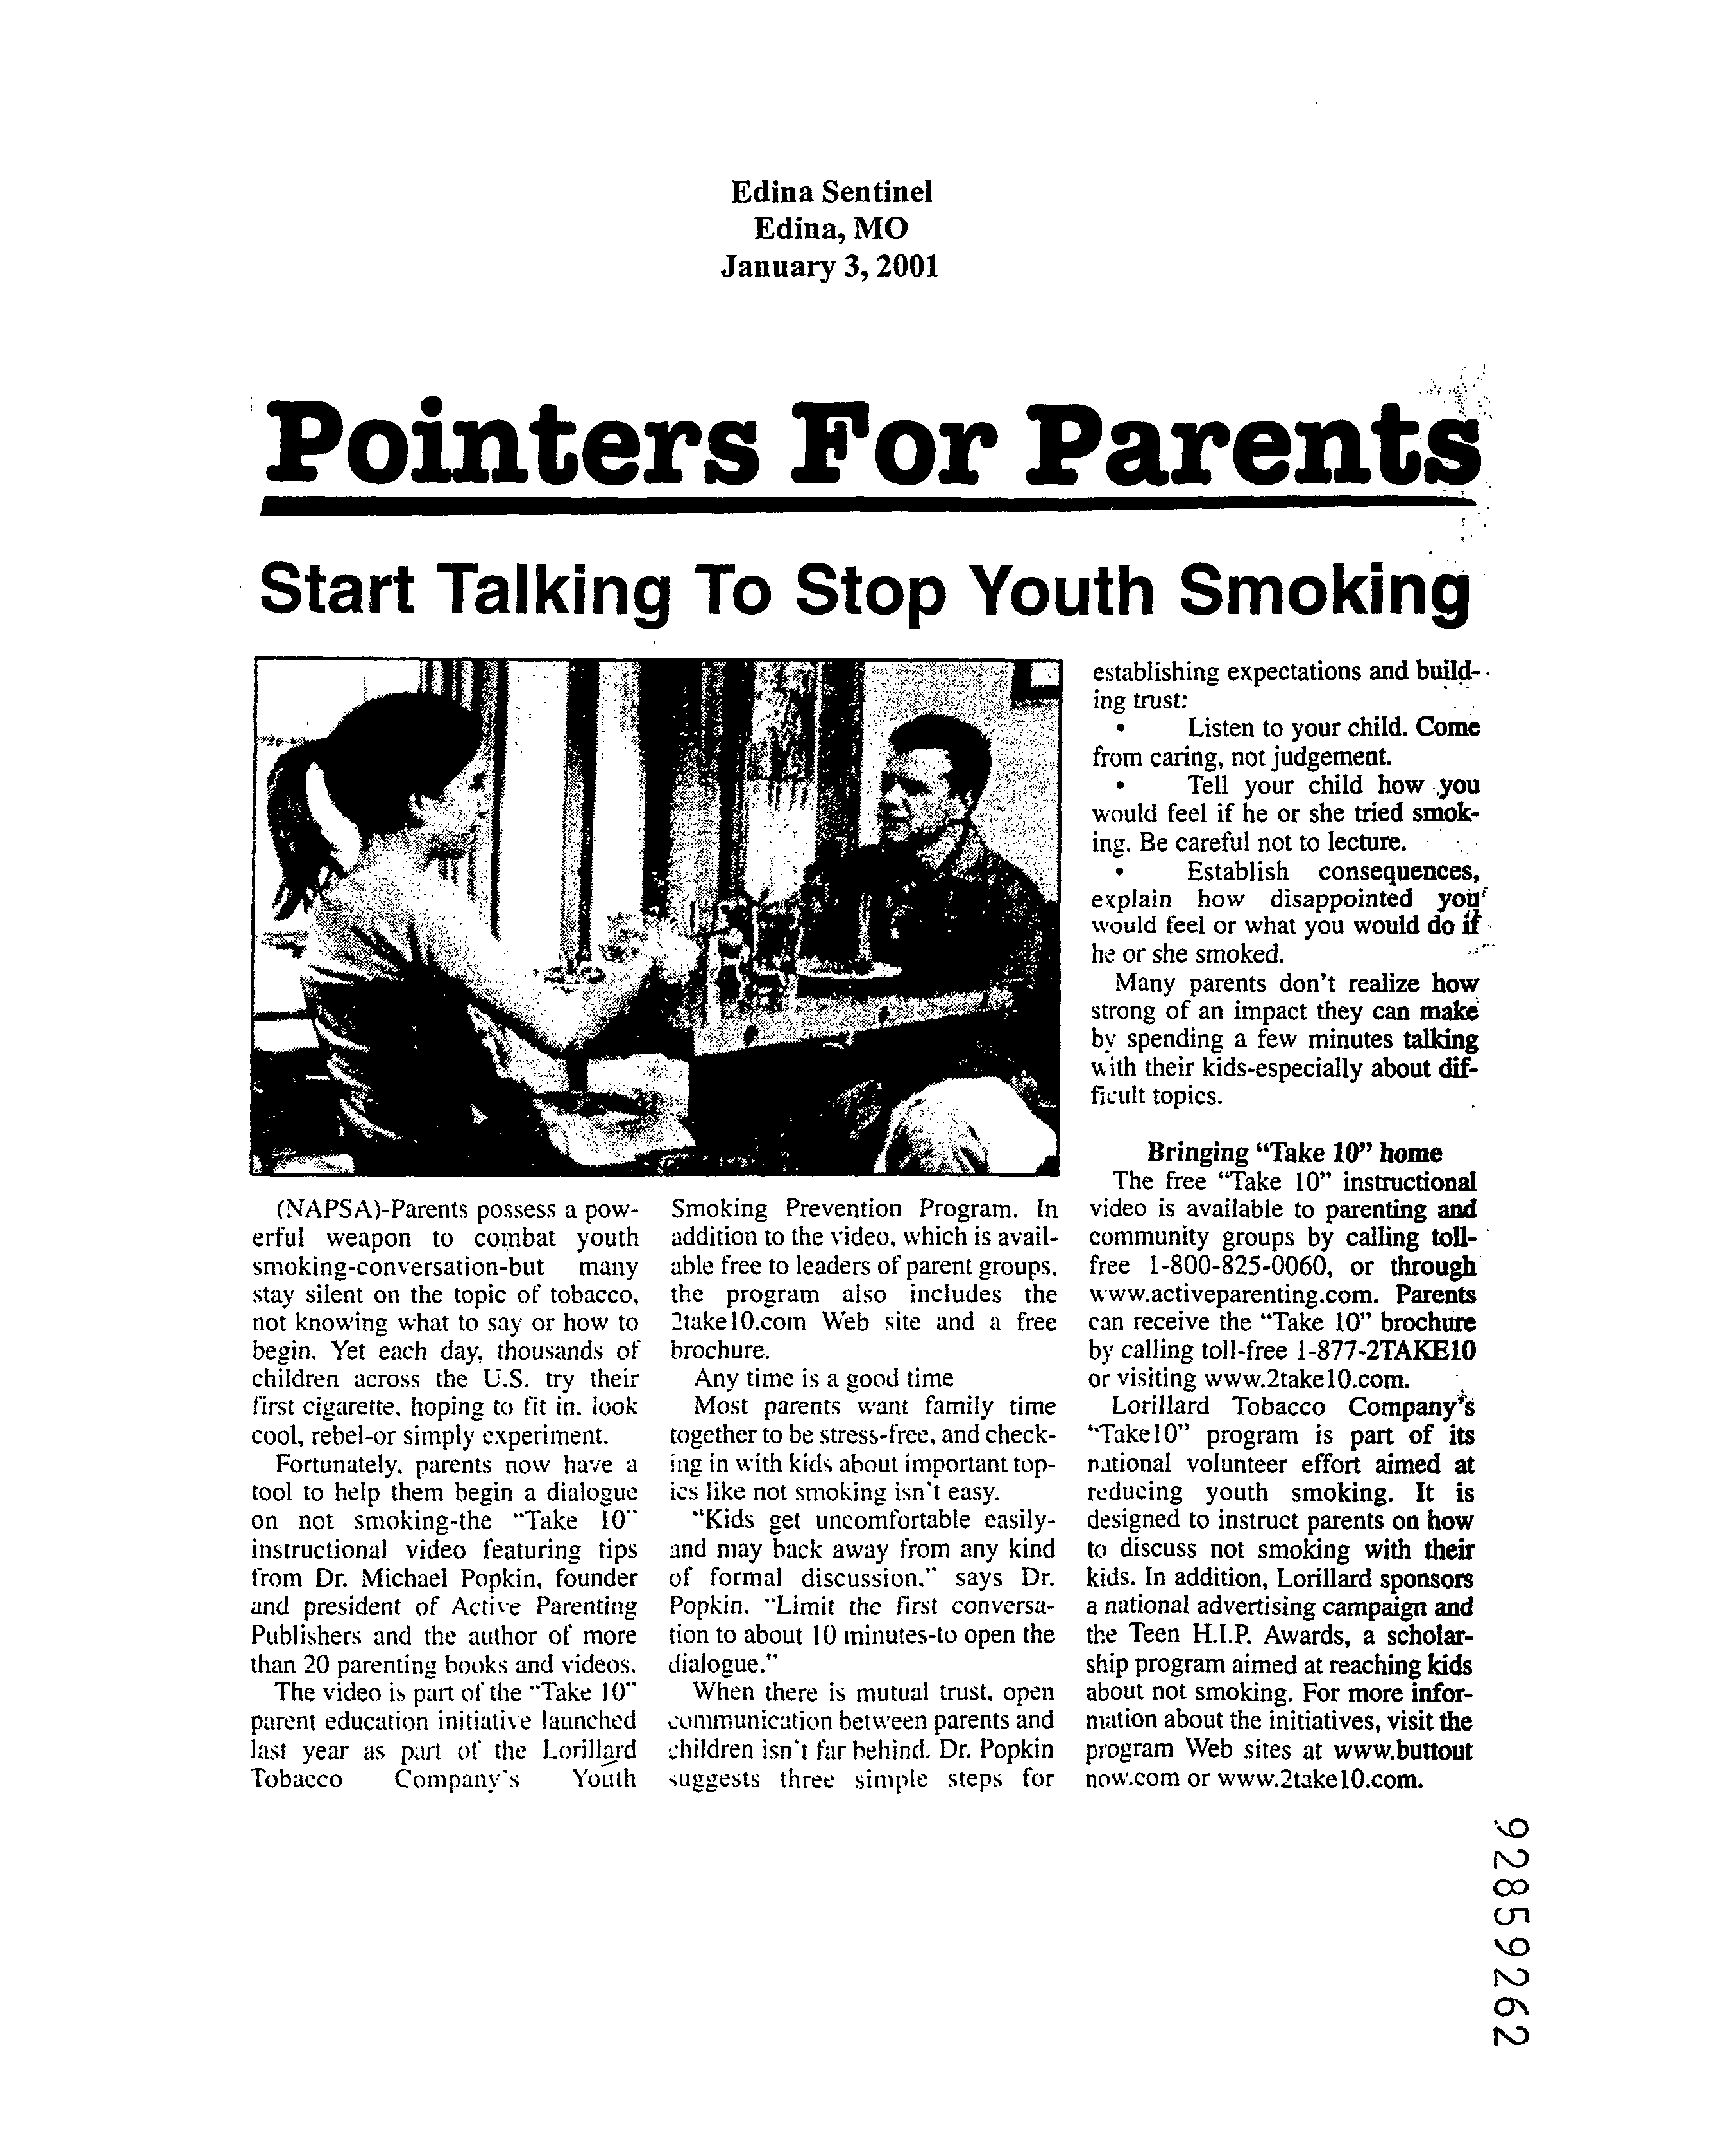 Edina Sentinel
Edina, MO
January 3, 2001
Pointers For Parents
Start Talking To Stop Youth Smoking
(NAPSA)-Parents possess a pow-
erful weapon to combat youth
smoking-conversation-but many
stay silent on the topic of tobacco,
not knowing what to say or how to
begin. Yet each day, thousands of
children across the U.S. try their
first cigarette, hoping to fit in, look
cool, rebel-or simply experiment.
Fortunately, parents now have a
tool to help them begin a dialogue
on not smoking-the "Take 10"
instructional video featuring tips
from Dr. Michael Popkin, founder
and president of Active Parenting
Publishers and the author of more
than 20 parenting books and videos.
The video is part of the "Take 10"
parent education initiative launched
last year as part of the Lorillard
Tobacco Company's Youth
Smoking Prevention Program. In
addition to the video, which is avail-
able free to leaders of parent groups,
the program also includes the
2take10.com Web site and a free
brochure.
Any time is a good time
Most parents want family time
together to be stress-free, and check-
ing in with kids about important top-
ics like not smoking isn't easy.
"Kids get uncomfortable easily-
and may back away from any kind
of formal discussion," says Dr.
Popkin. "Limit the first conversa-
tion to about 10 minutes-to open the
dialogue."
When there is mutual trust, open
communication between parents and
children isn't far behind. Dr. Popkin
suggests three simple steps for
establishing expectations and build-
ing trust:
• Listen to your child. Come
from caring, not judgement.
• Tell your child how you
would feel if he or she tried smok-
ing. Be careful not to lecture.
• Establish consequences,
explain how disappointed you
would feel or what you would do if
he or she smoked.
Many parents don't realize how
strong of an impact they can make
by spending a few minutes talking
with their kids-especially about dif-
ficult topics.
Bringing "Take 10" home
The free "Take 10" instructional
video is available to parenting and
community groups by calling toll-
free 1-800-825-0060, or through
www.activeparenting.com. Parents
can receive the "Take 10" brochure
by calling toll-free 1-877-2TAKE10
or visiting www.2take10.com.
Lorillard Tobacco Company's
"Take10" program is part of its
national volunteer effort aimed at
reducing youth smoking. It is
designed to instruct parents on how
to discuss not smoking with their
kids. In addition, Lorillard sponsors
a national advertising campaign and
the Teen H.I.P. Awards, a scholar-
ship program aimed at reaching kids
about not smoking. For more infor-
mation about the initiatives, visit the
program Web sites at www.buttout
now.com or www.2take10.com.
92859262